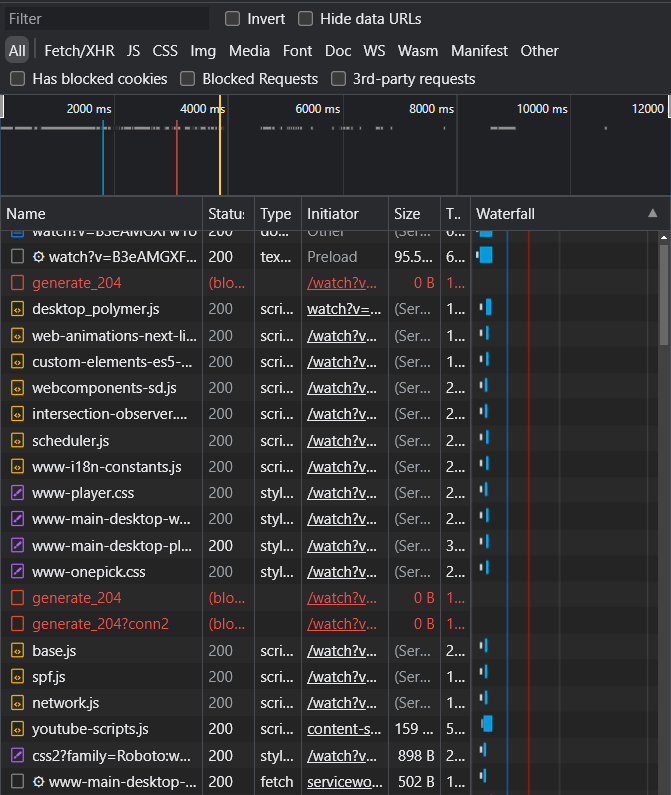 Filter Invert Hide data URLs
All Fetch/XHR JS CSS Img Media Font Doc WS Wasm Manifest Other
Has blocked cookies Blocked Requests 3rd-party requests
2000 ms 4000 ms 6000 ms 8000 ms 10000 ms 12000
Name Status Type Initiator Size T... Waterfall
watch?v=B3eAMGXFw1o 200 do... Other 6...
watch?v=B3eAMGXF... 200 tex... Preload 95.5... 6...
generate_204 (blo... /watch?v... 0 B 1...
desktop_polymer.js 200 scri... watch?v=... (Ser... 1...
web-animations-next-li... 200 scri... /watch?v... (Ser... 1...
custom-elements-es5-... 200 scri... /watch?v... (Ser... 1...
webcomponents-sd.js 200 scri... /watch?v... (Ser... 2...
intersection-observer.... 200 scri... /watch?v... (Ser... 2...
scheduler.js 200 scri... /watch?v... (Ser... 2...
www-i18n-constants.js 200 scri... /watch?v... (Ser... 2...
www-player.css 200 styl... /watch?v... (Ser... 2...
www-main-desktop-w... 200 styl... /watch?v... (Ser... 2...
www-main-desktop-pl... 200 styl... /watch?v... (Ser... 3...
www-onepick.css 200 styl... /watch?v... (Ser... 2...
generate_204 (blo... /watch?v... 0 B 1...
generate_204?conn2 (blo... /watch?v... 0 B 1...
base.js 200 scri... /watch?v... (Ser... 2...
spf.js 200 scri... /watch?v... (Ser... 1...
network.js 200 scri... /watch?v... (Ser... 1...
youtube-scripts.js 200 scri... content-s... 159 ... 5...
css2?family=Roboto:w... 200 styl... /watch?v... 898 B 2...
www-main-desktop-... 200 fetch servicewo... 502 B 1...